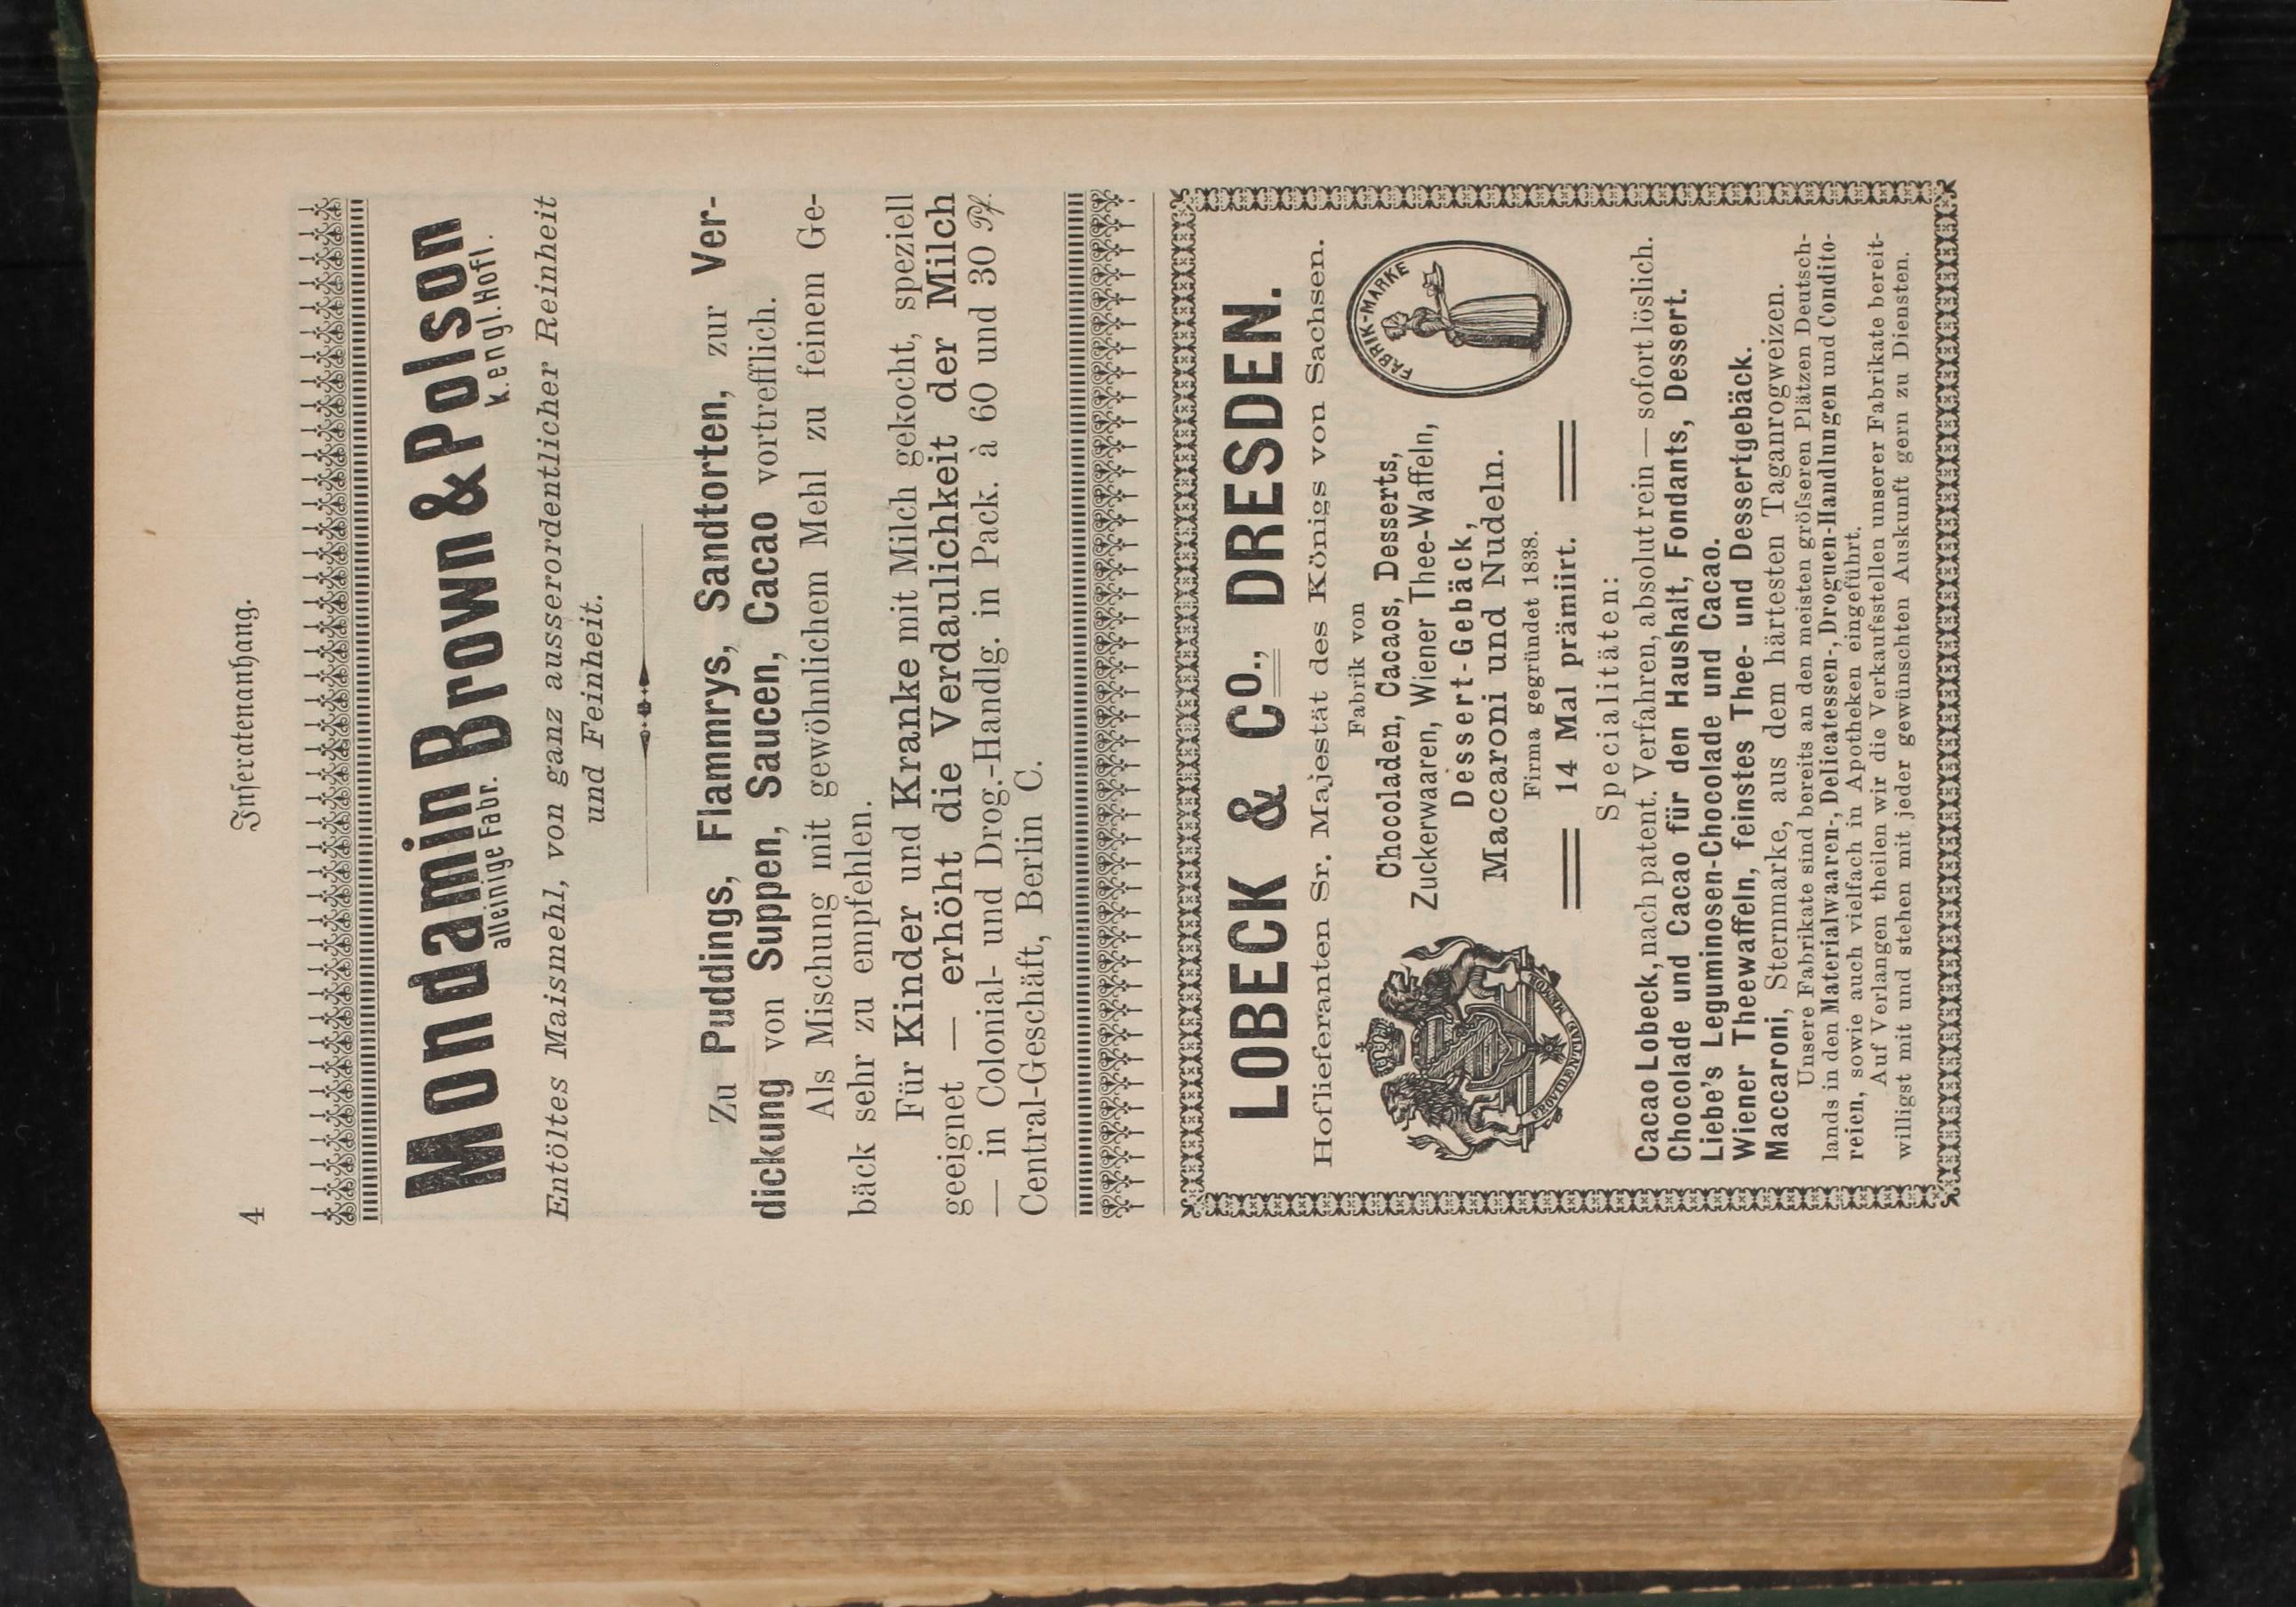 4
Inseratenanhang.
Mondamin Brown & Polson
alleinige Fabr. k. engl. Hofl.
Entöltes Maismehl, von ganz ausserordentlicher Reinheit
und Feinheit.
Zu Puddings, Flammrys, Sandtorten, zur Ver-
dickung von Suppen, Saucen, Cacao vortrefflich.
Als Mischung mit gewöhnlichem Mehl zu feinem Ge-
bäck sehr zu empfehlen.
Für Kinder und Kranke mit Milch gekocht, speziell
geeignet — erhöht die Verdaulichkeit der Milch
— in Colonial- und Drog.-Handlg. in Pack. à 60 und 30 Pf.
Central-Geschäft, Berlin C.
LOBECK & Co., DRESDEN.
Hoflieferanten Sr. Majestät des Königs von Sachsen.
Fabrik von
Chocoladen, Cacaos, Desserts,
Zuckerwaaren, Wiener Thee-Waffeln,
Dessert-Gebäck,
Maccaroni und Nudeln.
Firma gegründet 1838.
14 Mal prämiirt.
PROVIDENTIAE MEMOR
FABRIK-MARKE
Specialitäten:
Cacao Lobeck, nach patent. Verfahren, absolut rein — sofort löslich.
Chocolade und Cacao für den Haushalt, Fondants, Dessert.
Liebe's Leguminosen-Chocolade und Cacao.
Wiener Theewaffeln, feinstes Thee- und Dessertgebäck.
Maccaroni, Sternmarke, aus dem härtesten Taganrogweizen.
Unsere Fabrikate sind bereits an den meisten größeren Plätzen Deutsch-
lands in den Materialwaaren-, Delicatessen-, Droguen-Handlungen und Condito-
reien, sowie auch vielfach in Apotheken eingeführt.
Auf Verlangen theilen wir die Verkaufsstellen unserer Fabrikate bereit-
willigst mit und stehen mit jeder gewünschten Auskunft gern zu Diensten.